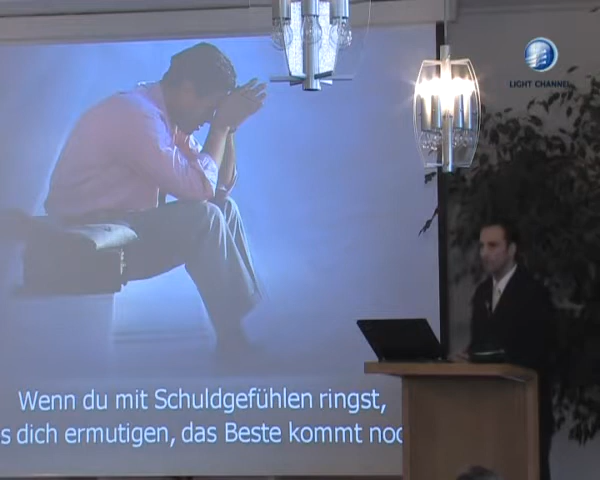 LIGHT CHANNEL
Wenn du mit Schuldgefühlen ringst,
s dich ermutigen, das Beste kommt noc